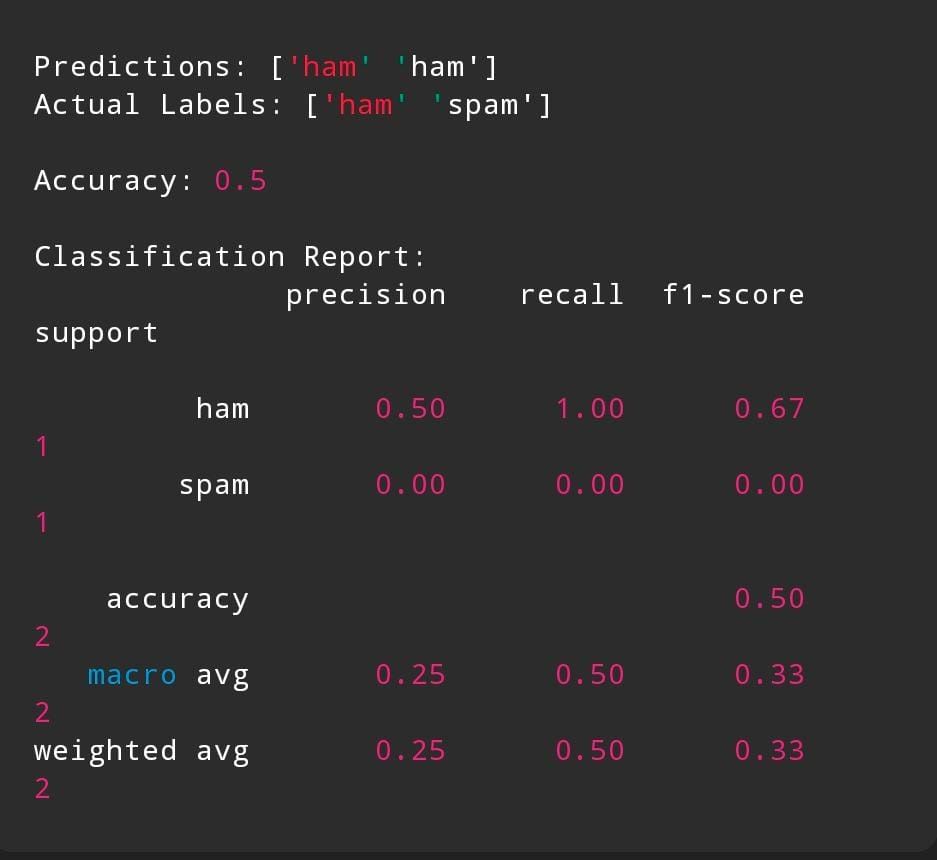 Predictions: ['ham' 'ham']
Actual Labels: ['ham' 'spam']
Accuracy: 0.5
Classification Report:
precision recall f1-score
support
ham 0.50 1.00 0.67
1
spam 0.00 0.00 0.00
1
accuracy 0.50
2
macro avg 0.25 0.50 0.33
2
weighted avg 0.25 0.50 0.33
2